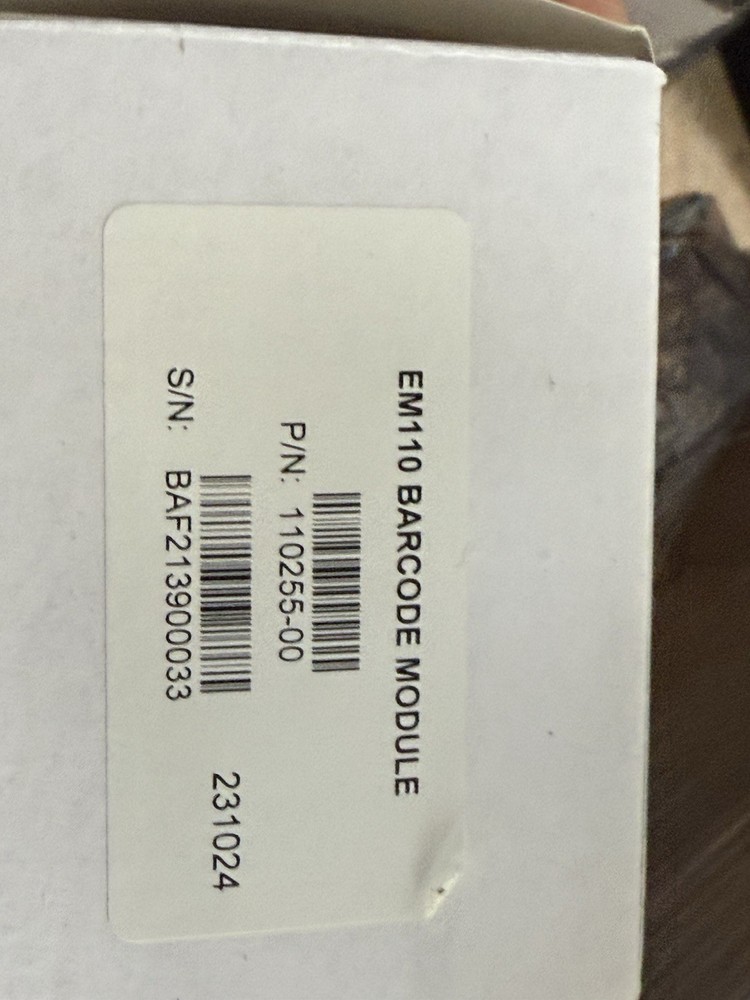 EM110 BARCODE MODULE
P/N: 110255-00
231024
S/N: BAF213900033